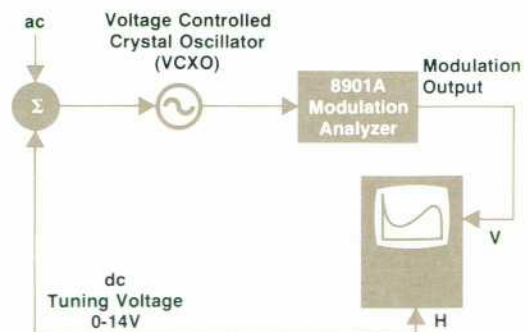 ac
Voltage Controlled
Crystal Oscillator
(VCXO)
Σ
8901A
Modulation
Analyzer
Modulation
Output
V
dc
Tuning Voltage
0-14V
H